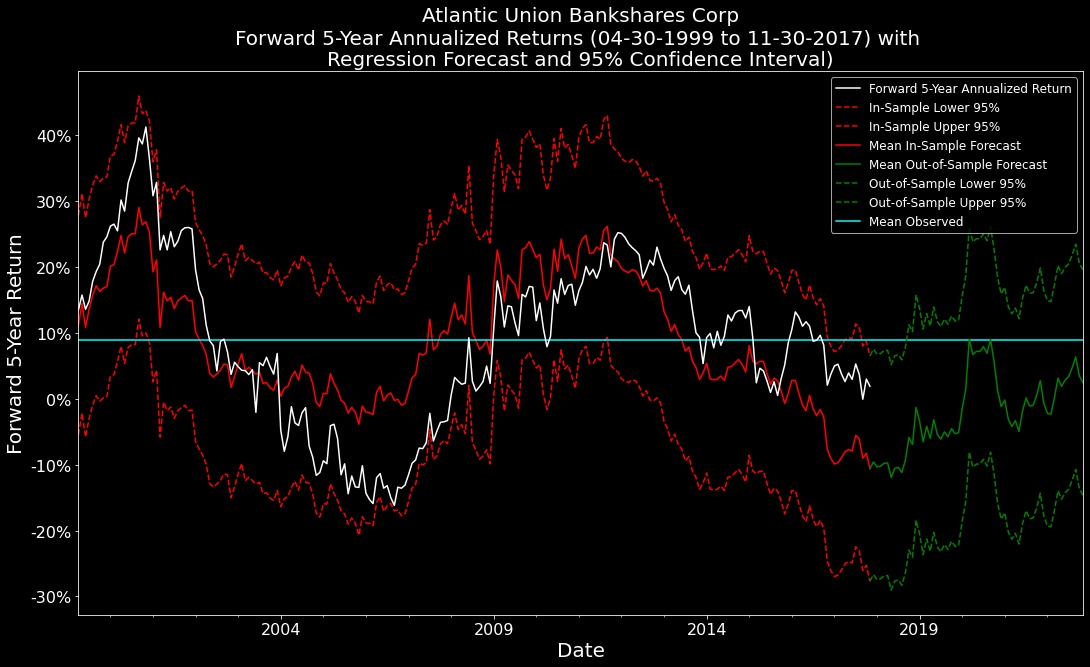 Atlantic Union Bankshares Corp
Forward 5-Year Annualized Returns (04-30-1999 to 11-30-2017) with
Regression Forecast and 95% Confidence Interval)
Forward 5-Year Annualized Return
In-Sample Lower 95%
In-Sample Upper 95%
Mean In-Sample Forecast
Mean Out-of-Sample Forecast
Out-of-Sample Lower 95%
Out-of-Sample Upper 95%
Mean Observed
Forward 5-Year Return
40%
30%
20%
10%
0%
-10%
-20%
-30%
2004
2009
2014
2019
Date